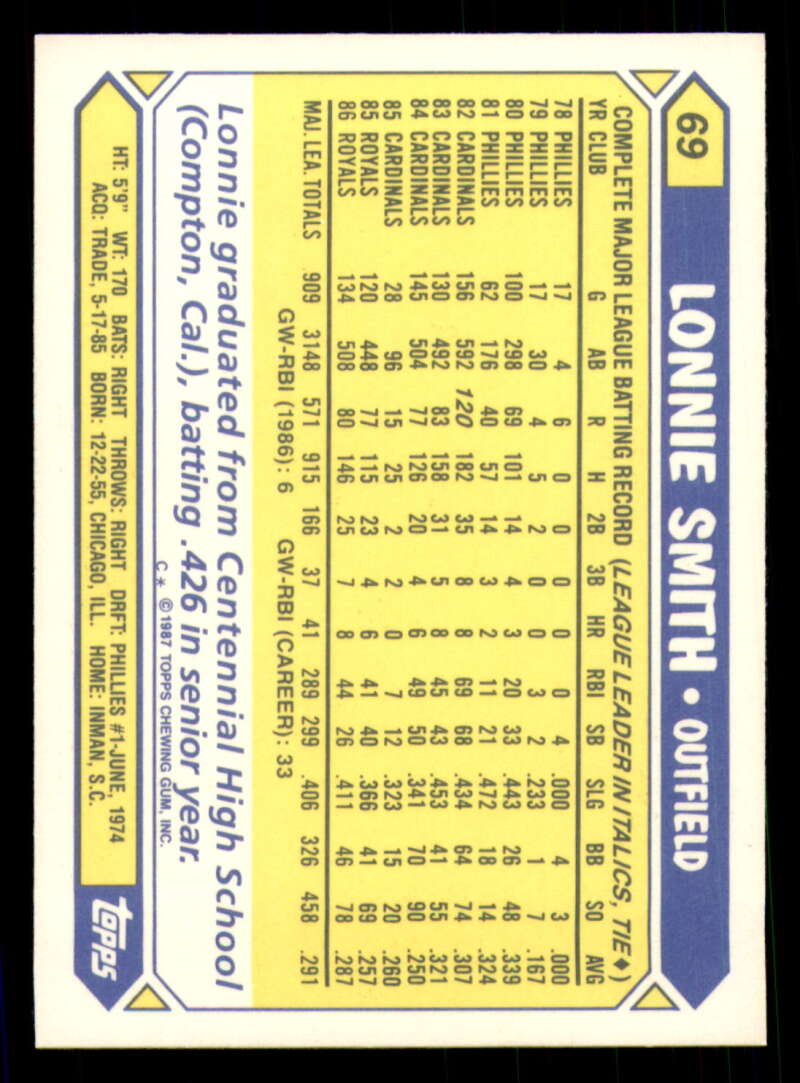 69 LONNIE SMITH • OUTFIELD
COMPLETE MAJOR LEAGUE BATTING RECORD (LEAGUE LEADER IN ITALICS, TIE♦)
YR CLUB G AB R H 2B 3B HR RBI SB SLG BB SO AVG
78 PHILLIES 17 4 6 0 0 0 0 0 4 .000 4 3 .000
79 PHILLIES 17 30 4 5 2 0 0 3 2 .233 1 7 .167
80 PHILLIES 100 298 69 101 14 4 3 20 33 .443 26 48 .339
81 PHILLIES 62 176 40 57 14 3 2 11 21 .472 18 14 .324
82 CARDINALS 156 592 120 182 35 8 8 69 68 .434 64 74 .307
83 CARDINALS 130 492 83 158 31 5 8 45 43 .453 41 55 .321
84 CARDINALS 145 504 77 126 20 4 6 49 50 .341 70 90 .250
85 CARDINALS 28 96 15 25 2 2 0 7 12 .323 15 20 .260
85 ROYALS 120 448 77 115 23 4 6 41 40 .366 41 69 .257
86 ROYALS 134 508 80 146 25 7 8 44 26 .411 46 78 .287
MAJ. LEA. TOTALS 909 3148 571 915 166 37 41 289 299 .406 326 458 .291
GW-RBI (1986): 6 GW-RBI (CAREER): 33
Lonnie graduated from Centennial High School
(Compton, Cal.), batting .426 in senior year.
C * © 1987 TOPPS CHEWING GUM, INC.
HT: 5'9" WT: 170 BATS: RIGHT THROWS: RIGHT DRFT: PHILLIES #1-JUNE, 1974
ACQ: TRADE, 5-17-85 BORN: 12-22-55, CHICAGO, ILL. HOME: INMAN, S.C.
topps